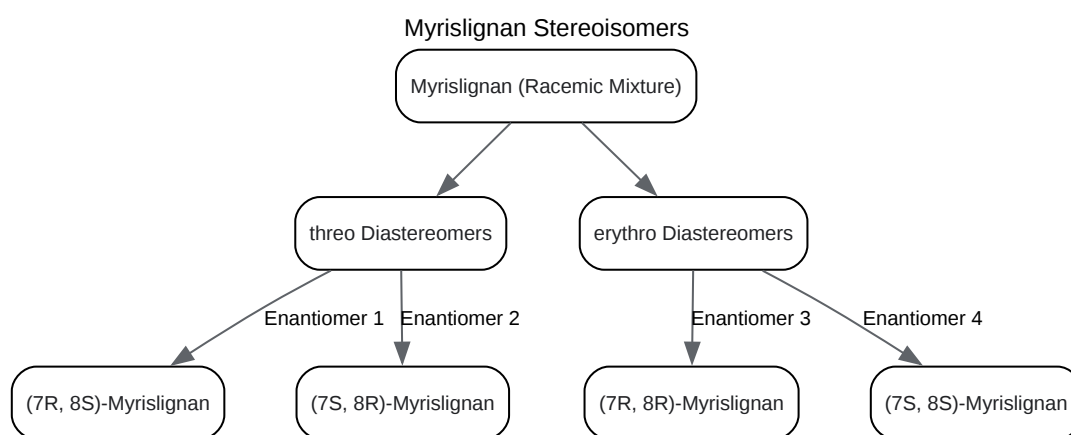 Myrislignan Stereoisomers
Myrislignan (Racemic Mixture)
threo Diastereomers
erythro Diastereomers
Enantiomer 1
Enantiomer 2
Enantiomer 3
Enantiomer 4
(7R, 8S)-Myrislignan
(7S, 8R)-Myrislignan
(7R, 8R)-Myrislignan
(7S, 8S)-Myrislignan